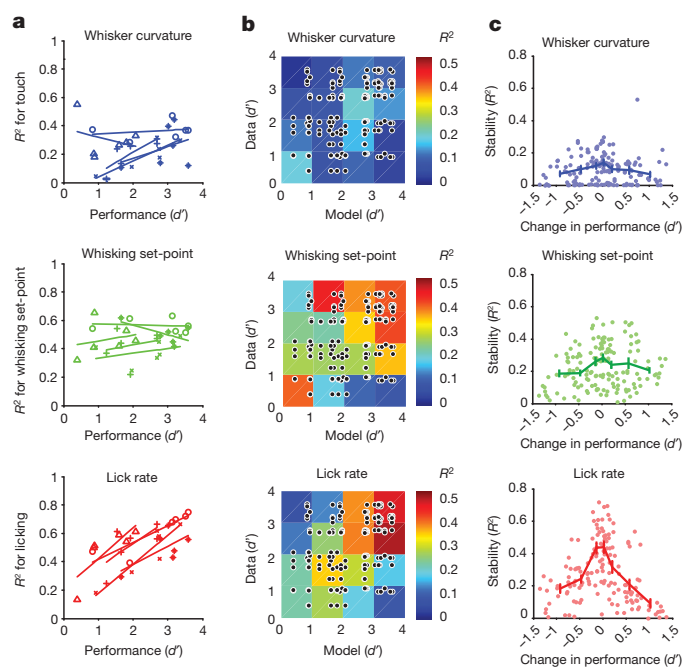 a
b
c
Whisker curvature
1
0.8
0.6
0.4
0.2
0
0 1 2 3 4
R² for touch
Performance (d′)
Whisker curvature
4
3
2
1
0
0 1 2 3 4
Data (d′)
Model (d′)
R²
0.5
0.4
0.3
0.2
0.1
0
Whisker curvature
0.8
0.6
0.4
0.2
0
Stability (R²)
−1.5 −1 −0.5 0 0.5 1 1.5
Change in performance (d′)
Whisking set-point
1
0.8
0.6
0.4
0.2
0
0 1 2 3 4
R² for whisking set-point
Performance (d′)
Whisking set-point
4
3
2
1
0
0 1 2 3 4
Data (d′)
Model (d′)
R²
0.5
0.4
0.3
0.2
0.1
0
Whisking set-point
0.8
0.6
0.4
0.2
0
Stability (R²)
−1.5 −1 −0.5 0 0.5 1 1.5
Change in performance (d′)
Lick rate
1
0.8
0.6
0.4
0.2
0
0 1 2 3 4
R² for licking
Performance (d′)
Lick rate
4
3
2
1
0
0 1 2 3 4
Data (d′)
Model (d′)
R²
0.5
0.4
0.3
0.2
0.1
0
Lick rate
0.8
0.6
0.4
0.2
0
Stability (R²)
−1.5 −1 −0.5 0 0.5 1 1.5
Change in performance (d′)